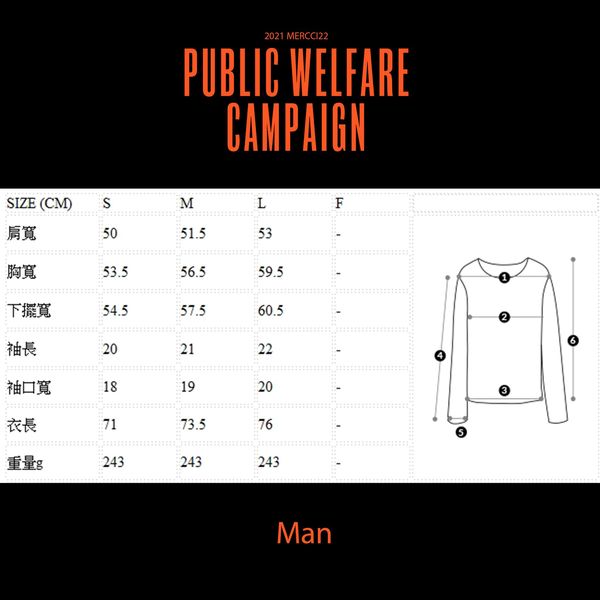 2021 MERCCI22
PUBLIC WELFARE
CAMPAIGN
SIZE (CM) S M L F
肩寬 50 51.5 53 -
胸寬 53.5 56.5 59.5 -
下擺寬 54.5 57.5 60.5 -
袖長 20 21 22 -
袖口寬 18 19 20 -
衣長 71 73.5 76 -
重量g 243 243 243 -
1
2
6
4
3
5
Man